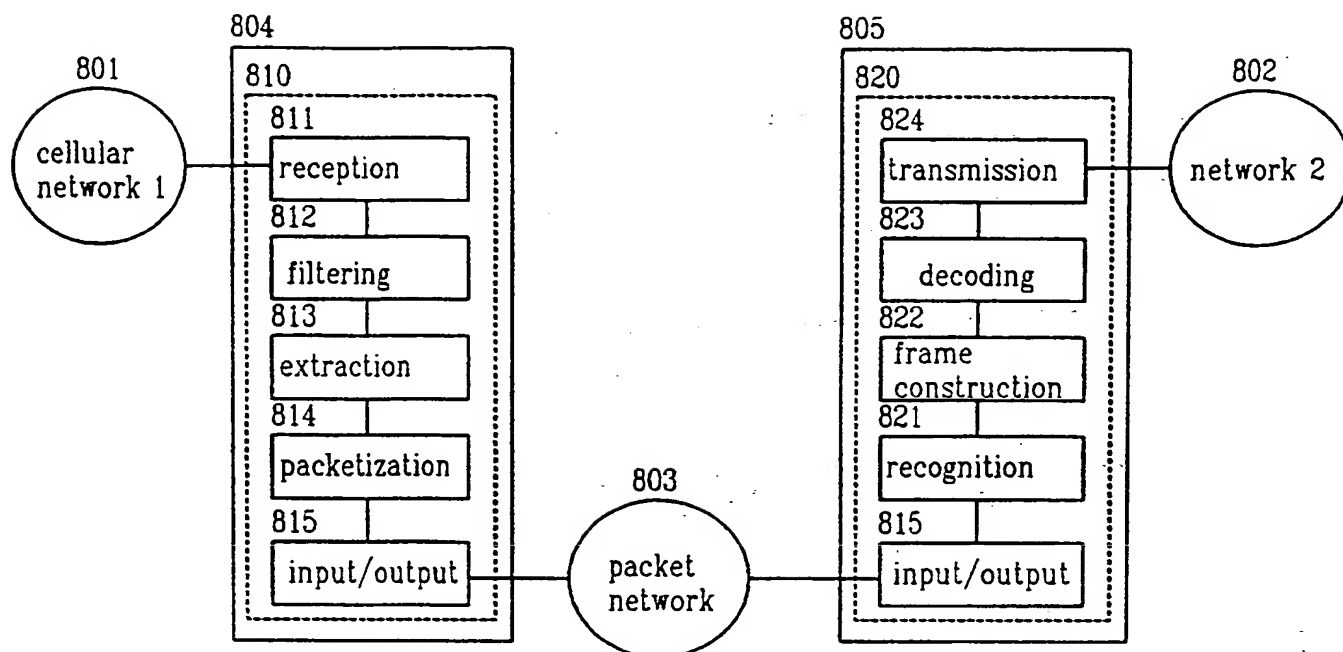 804
805
801
810
820
802
811
824
cellular
network 1
reception
transmission
network 2
812
823
filtering
decoding
813
822
extraction
frame
construction
814
821
packetization
recognition
803
815
815
input/output
packet
network
input/output